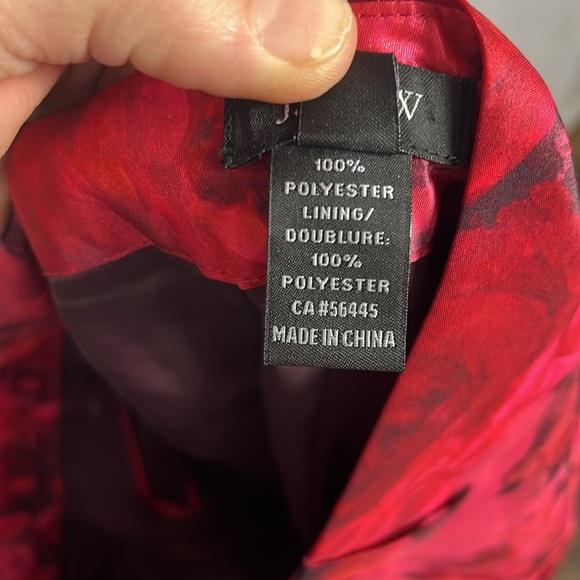 100%
POLYESTER
LINING/
DOUBLURE:
100%
POLYESTER
CA #56445
MADE IN CHINA